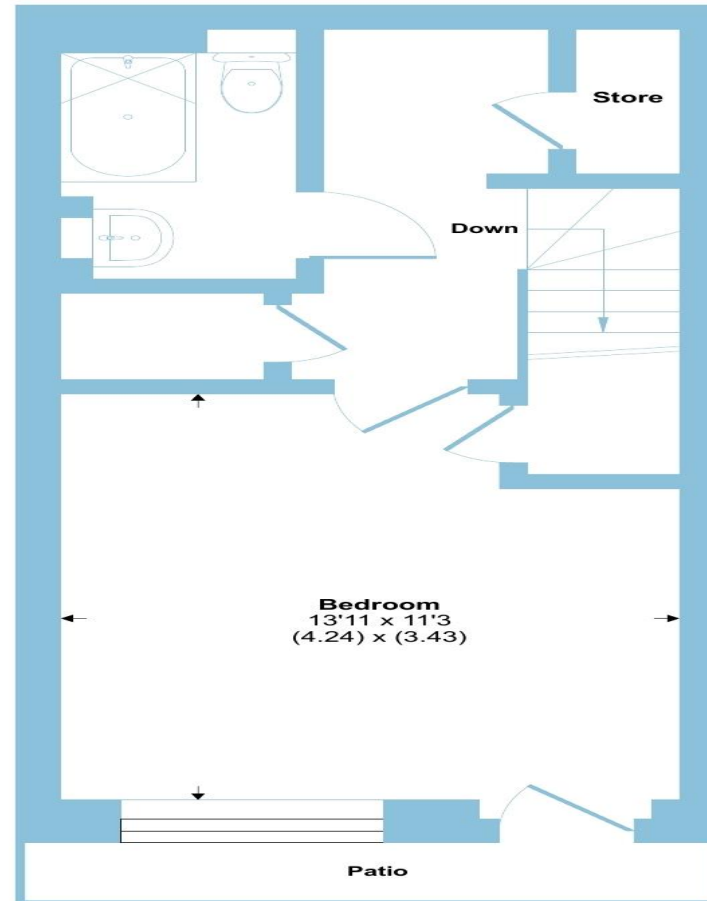 Store
Down
Bedroom
13'11 x 11'3
(4.24) x (3.43)
Patio